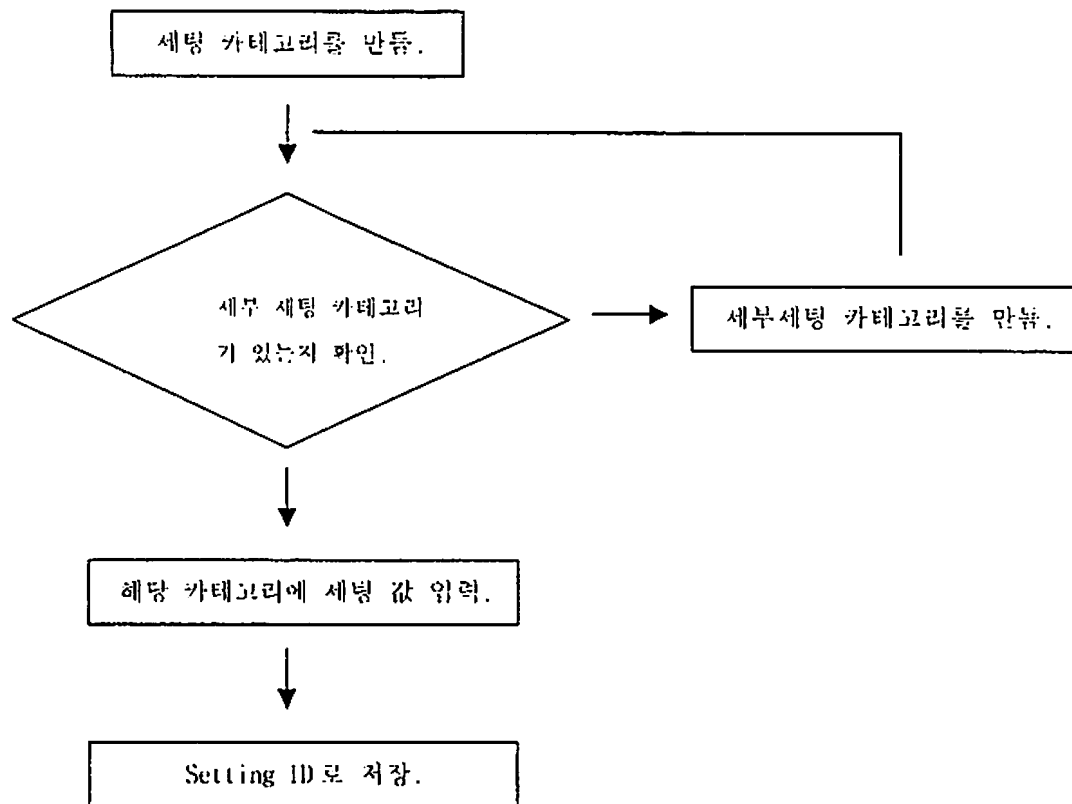 세팅 카테고리를 만듦.
세부 세팅 카테고리
가 있는지 확인.
세부세팅 카테고리를 만듦.
해당 카테고리에 세팅 값 입력.
Setting ID로 저장.